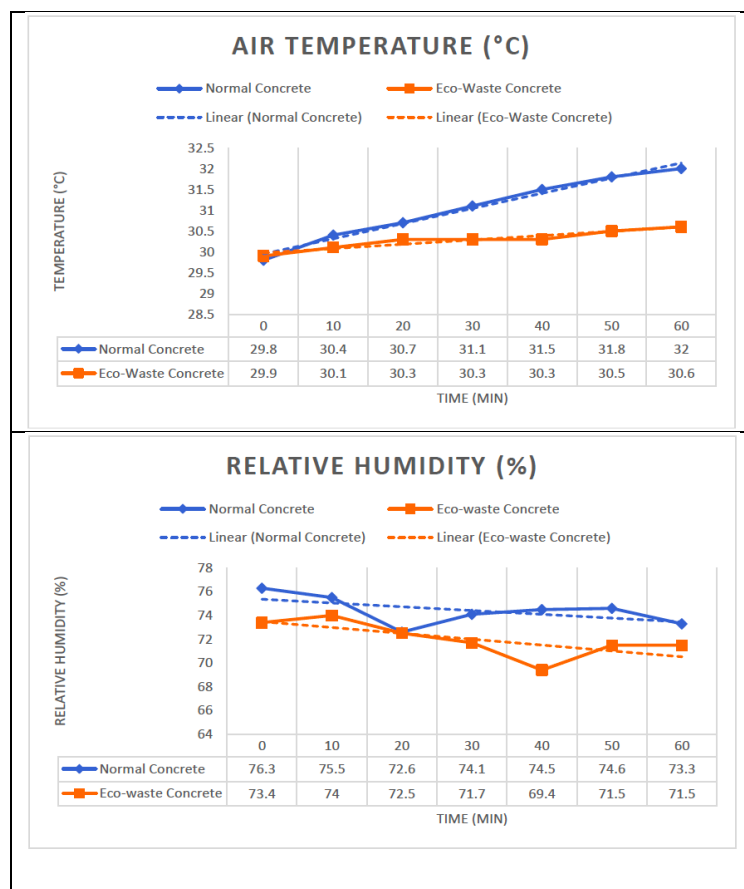 AIR TEMPERATURE (°C)
Normal Concrete Eco-Waste Concrete
Linear (Normal Concrete) Linear (Eco-Waste Concrete)
TEMPERATURE (°C)
32.5
32
31.5
31
30.5
30
29.5
29
28.5
0 10 20 30 40 50 60
Normal Concrete 29.8 30.4 30.7 31.1 31.5 31.8 32
Eco-Waste Concrete 29.9 30.1 30.3 30.3 30.3 30.5 30.6
TIME (MIN)
RELATIVE HUMIDITY (%)
Normal Concrete Eco-waste Concrete
Linear (Normal Concrete) Linear (Eco-waste Concrete)
RELATIVE HUMIDITY (%)
78
76
74
72
70
68
66
64
0 10 20 30 40 50 60
Normal Concrete 76.3 75.5 72.6 74.1 74.5 74.6 73.3
Eco-waste Concrete 73.4 74 72.5 71.7 69.4 71.5 71.5
TIME (MIN)